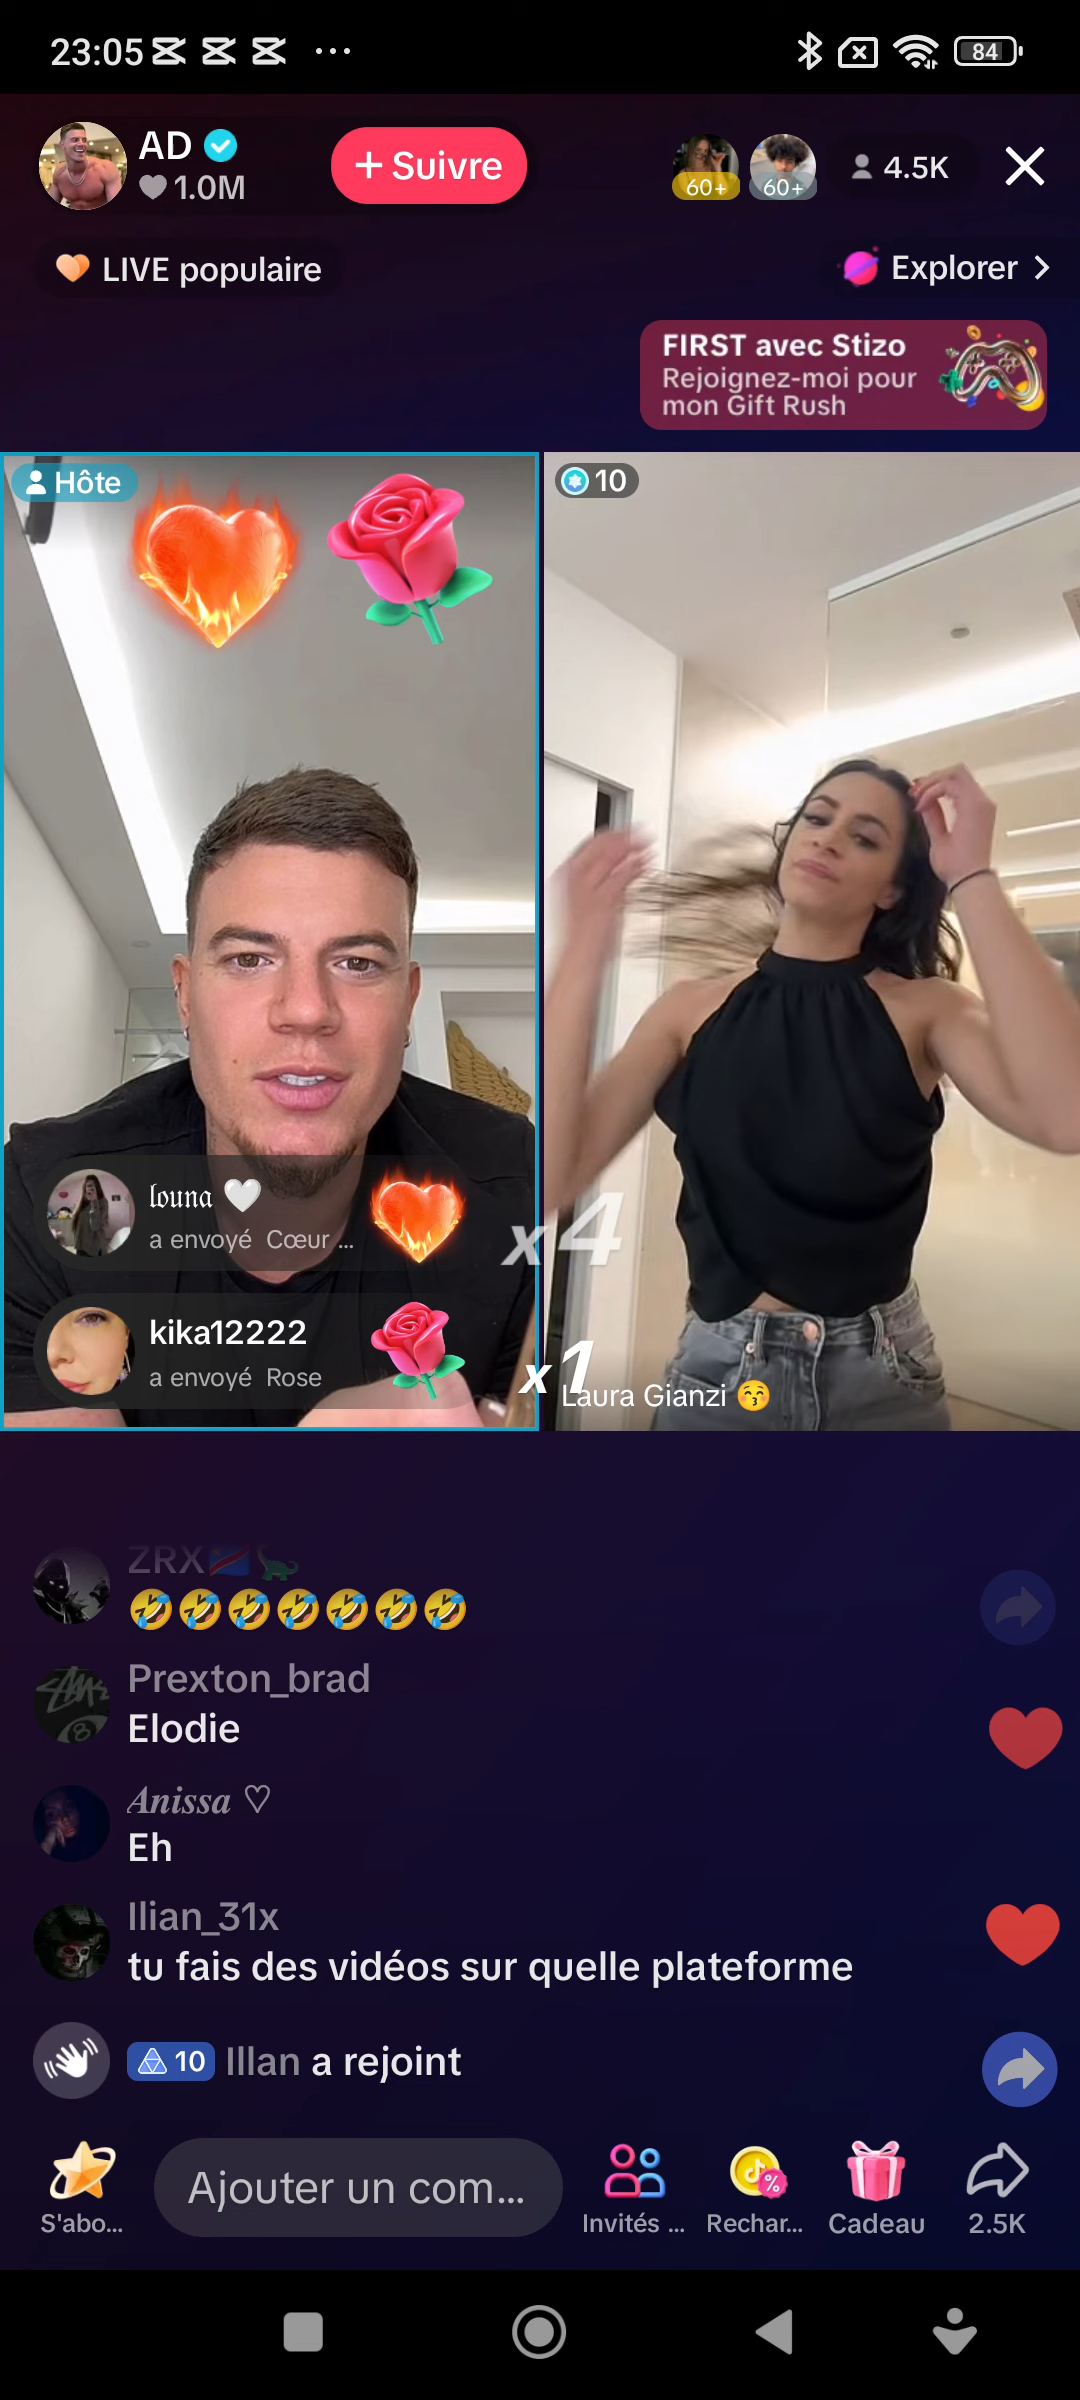 23:05
84
AD
1.0M
+ Suivre
60+
60+
4.5K
LIVE populaire
Explorer
FIRST avec Stizo
Rejoignez-moi pour
mon Gift Rush
Hôte
10
𝔩𝔬𝔲𝔫𝔞 🤍
a envoyé Cœur ...
x4
kika12222
a envoyé Rose
x1
Laura Gianzi 😚
ZRX🇨🇩🦕
🤣🤣🤣🤣🤣🤣🤣
Prexton_brad
Elodie
𝑨𝒏𝒊𝒔𝒔𝒂 ♡
Eh
Ilian_31x
tu fais des vidéos sur quelle plateforme
10 Illan a rejoint
S'abo...
Ajouter un com...
Invités ...
Rechar...
Cadeau
2.5K